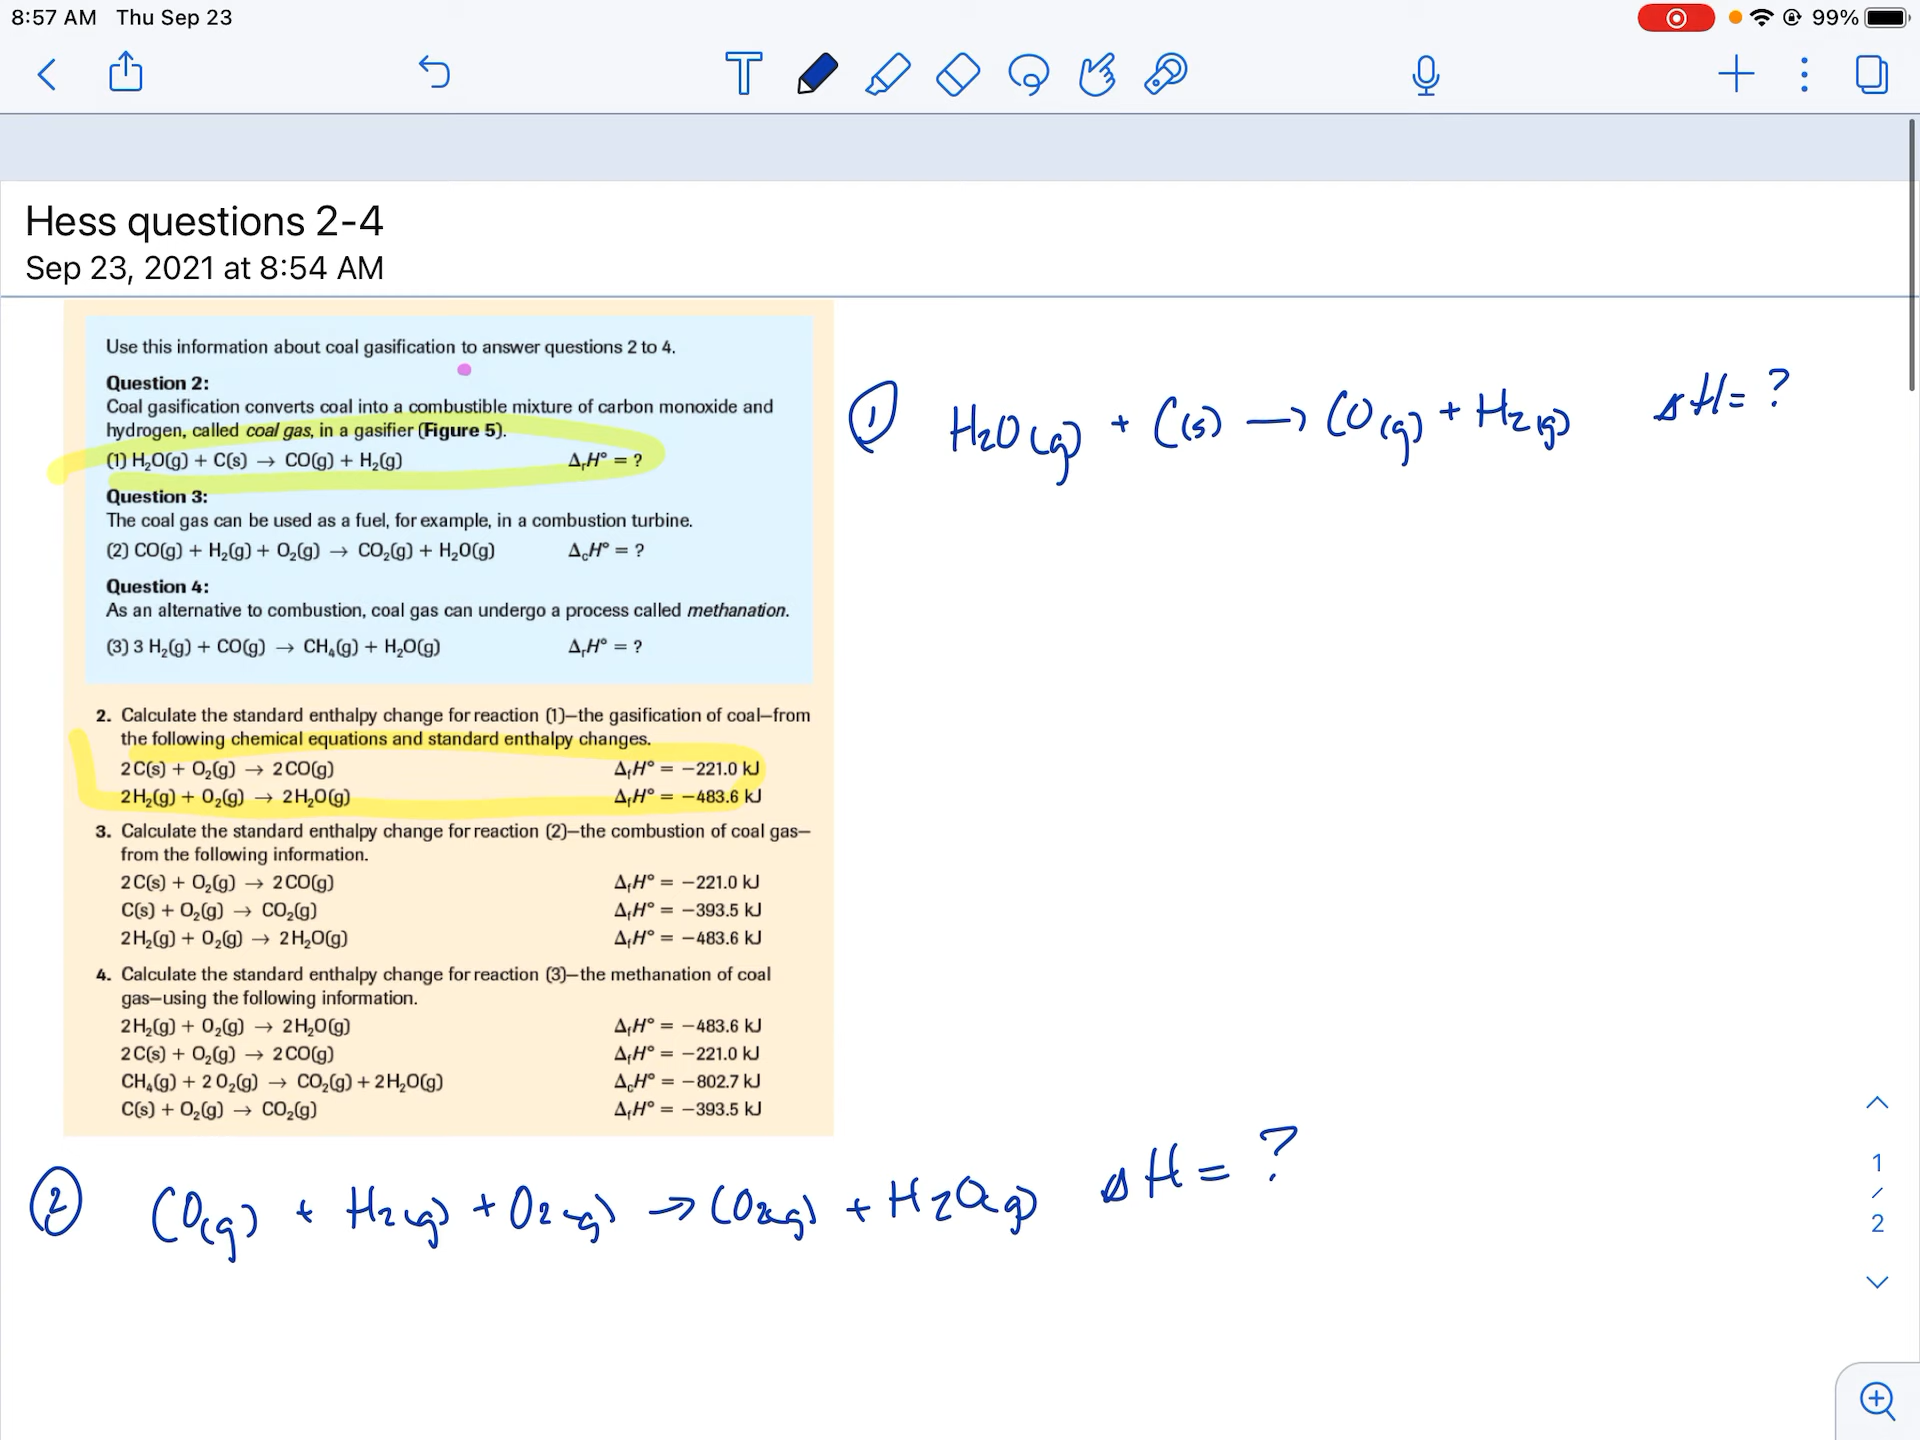 8:57 AM Thu Sep 23
99%
T
Hess questions 2-4
Sep 23, 2021 at 8:54 AM
Use this information about coal gasification to answer questions 2 to 4.
Question 2:
Coal gasification converts coal into a combustible mixture of carbon monoxide and
hydrogen, called coal gas, in a gasifier (Figure 5).
(1) H₂O(g) + C(s) → CO(g) + H₂(g) ΔᵣH° = ?
Question 3:
The coal gas can be used as a fuel, for example, in a combustion turbine.
(2) CO(g) + H₂(g) + O₂(g) → CO₂(g) + H₂O(g) Δ꜀H° = ?
Question 4:
As an alternative to combustion, coal gas can undergo a process called methanation.
(3) 3 H₂(g) + CO(g) → CH₄(g) + H₂O(g) ΔᵣH° = ?
2. Calculate the standard enthalpy change for reaction (1)—the gasification of coal—from
the following chemical equations and standard enthalpy changes.
2C(s) + O₂(g) → 2CO(g) ΔfH° = −221.0 kJ
2H₂(g) + O₂(g) → 2H₂O(g) ΔfH° = −483.6 kJ
3. Calculate the standard enthalpy change for reaction (2)—the combustion of coal gas—
from the following information.
2C(s) + O₂(g) → 2CO(g) ΔfH° = −221.0 kJ
C(s) + O₂(g) → CO₂(g) ΔfH° = −393.5 kJ
2H₂(g) + O₂(g) → 2H₂O(g) ΔfH° = −483.6 kJ
4. Calculate the standard enthalpy change for reaction (3)—the methanation of coal
gas—using the following information.
2H₂(g) + O₂(g) → 2H₂O(g) ΔfH° = −483.6 kJ
2C(s) + O₂(g) → 2CO(g) ΔfH° = −221.0 kJ
CH₄(g) + 2 O₂(g) → CO₂(g) + 2H₂O(g) Δ꜀H° = −802.7 kJ
C(s) + O₂(g) → CO₂(g) ΔfH° = −393.5 kJ
① H₂O(g) + C(s) → CO(g) + H₂(g) ΔH = ?
② CO(g) + H₂(g) + O₂(g) → CO₂(g) + H₂O(g) ΔH = ?
1
/
2